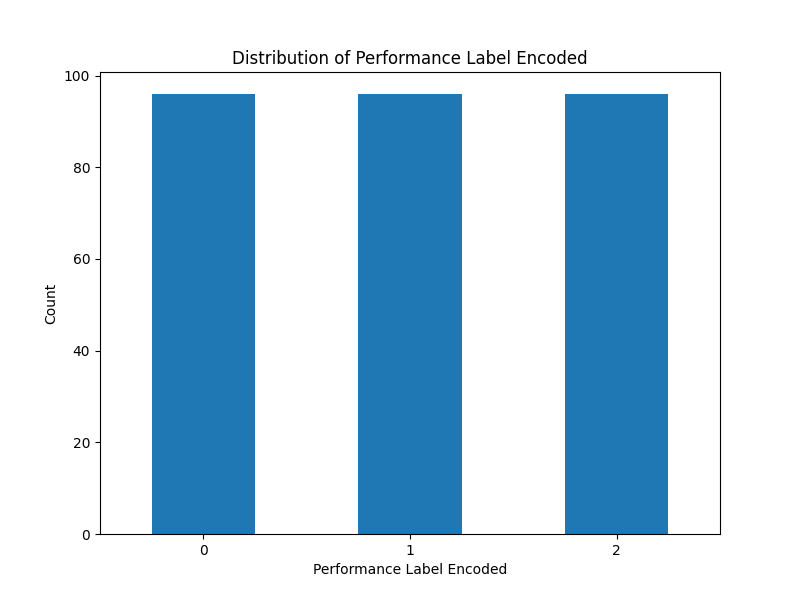 Distribution of Performance Label Encoded
100
80
60
40
20
0
Count
0 1 2
Performance Label Encoded